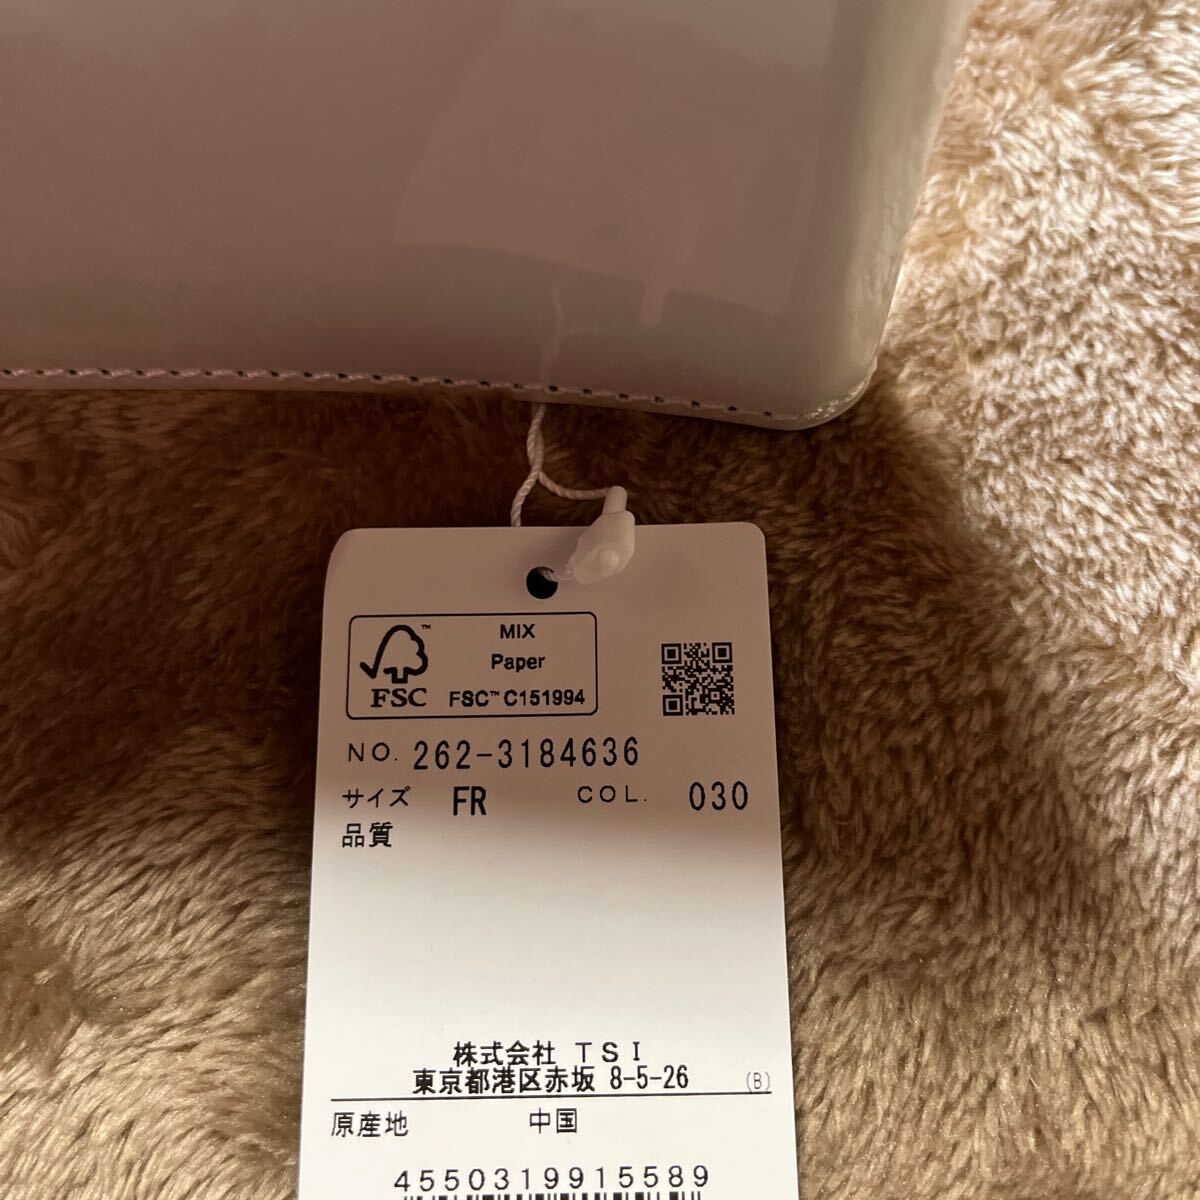 MIX
Paper
FSC™ C151994
FSC™
NO. 262-3184636
サイズ FR COL. 030
品質
株式会社 TSI
東京都港区赤坂 8-5-26 (B)
原産地 中国
4550319915589